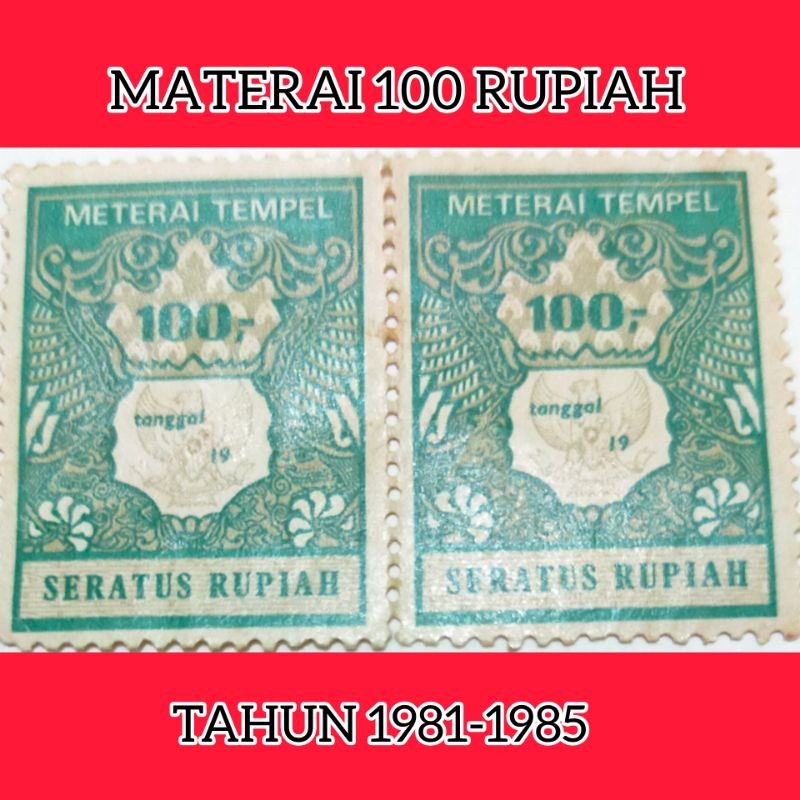 MATERAI 100 RUPIAH
METERAI TEMPEL
100;-
tanggal
19
SERATUS RUPIAH
METERAI TEMPEL
100;-
tanggal
19
SERATUS RUPIAH
TAHUN 1981-1985